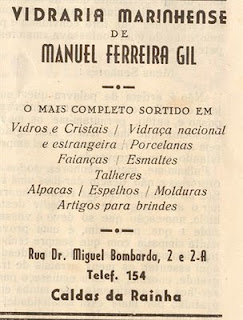 VIDRARIA MARINHENSE
DE
MANUEL FERREIRA GIL
O MAIS COMPLETO SORTIDO EM
Vidros e Cristais / Vidraça nacional
e estrangeira / Porcelanas
Faianças / Esmaltes
Talheres
Alpacas / Espelhos / Molduras
Artigos para brindes
Rua Dr. Miguel Bombarda, 2 e 2-A
Telef. 154
Caldas da Rainha